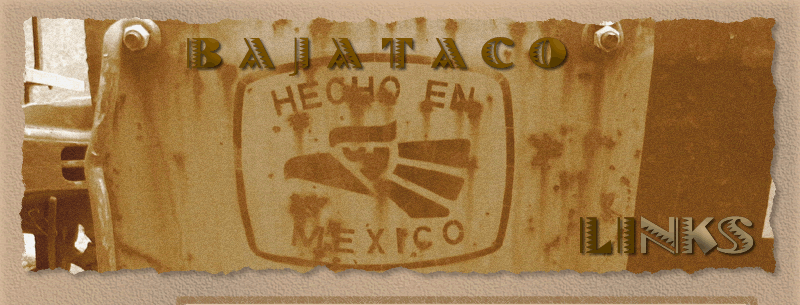 BAJATACO
HECHO EN
MEXICO
LINKS